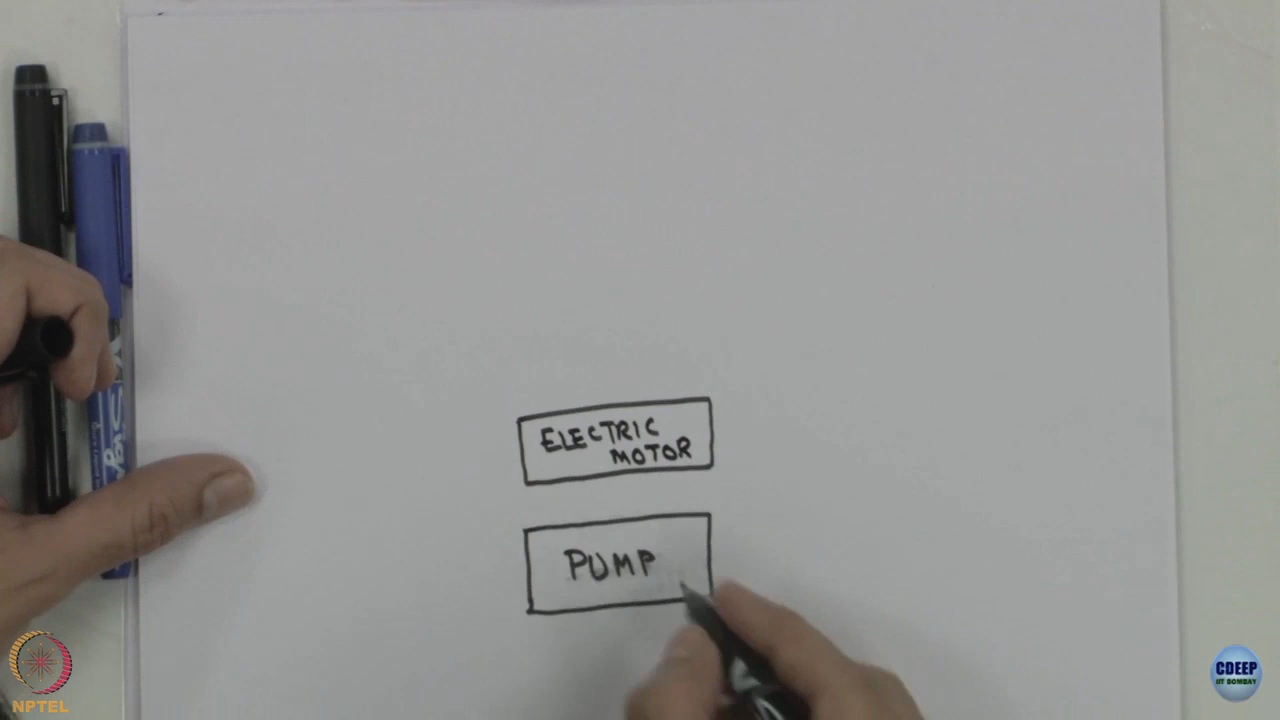 ELECTRIC
MOTOR
PUMP
NPTEL
CDEEP
IIT BOMBAY